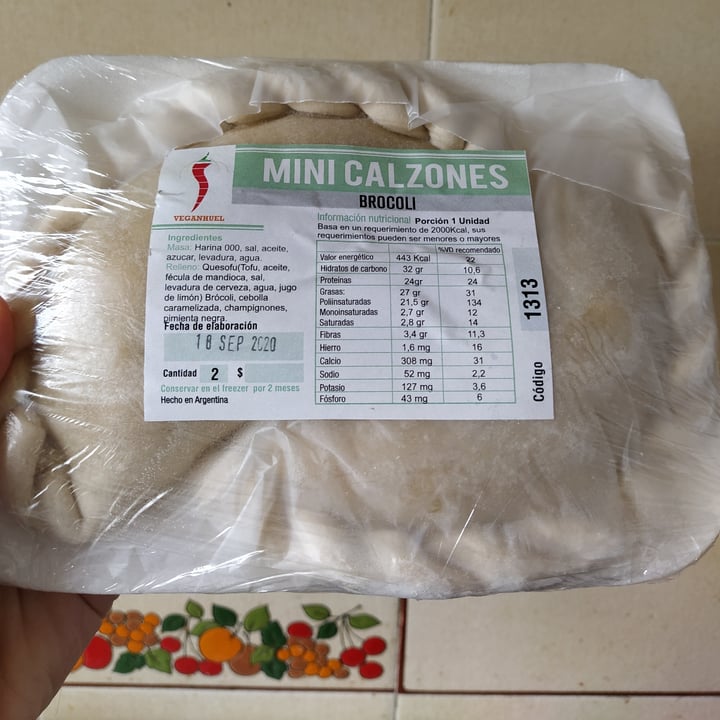 MINI CALZONES
BROCOLI
VEGANHUEL
Ingredientes
Masa: Harina 000, sal, aceite,
azucar, levadura, agua.
Relleno: Quesofu(Tofu, aceite,
fécula de mandioca, sal,
levadura de cerveza, agua, jugo
de limón) Brócoli, cebolla
caramelizada, champignones,
pimienta negra.
Fecha de elaboración
18 SEP 2020
Cantidad 2 $
Conservar en el freezer por 2 meses
Hecho en Argentina
Información nutricional Porción 1 Unidad
Basa en un requerimiento de 2000Kcal, sus
requerimientos pueden ser menores o mayores
%VD recomendado
Valor energético 443 Kcal 22
Hidratos de carbono 32 gr 10,6
Proteinas 24gr 24
Grasas: 27 gr 31
Poliinsaturadas 21,5 gr 134
Monoinsaturadas 2,7 gr 12
Saturadas 2,8 gr 14
Fibras 3,4 gr 11,3
Hierro 1,6 mg 16
Calcio 308 mg 31
Sodio 52 mg 2,2
Potasio 127 mg 3,6
Fósforo 43 mg 6
Código 1313